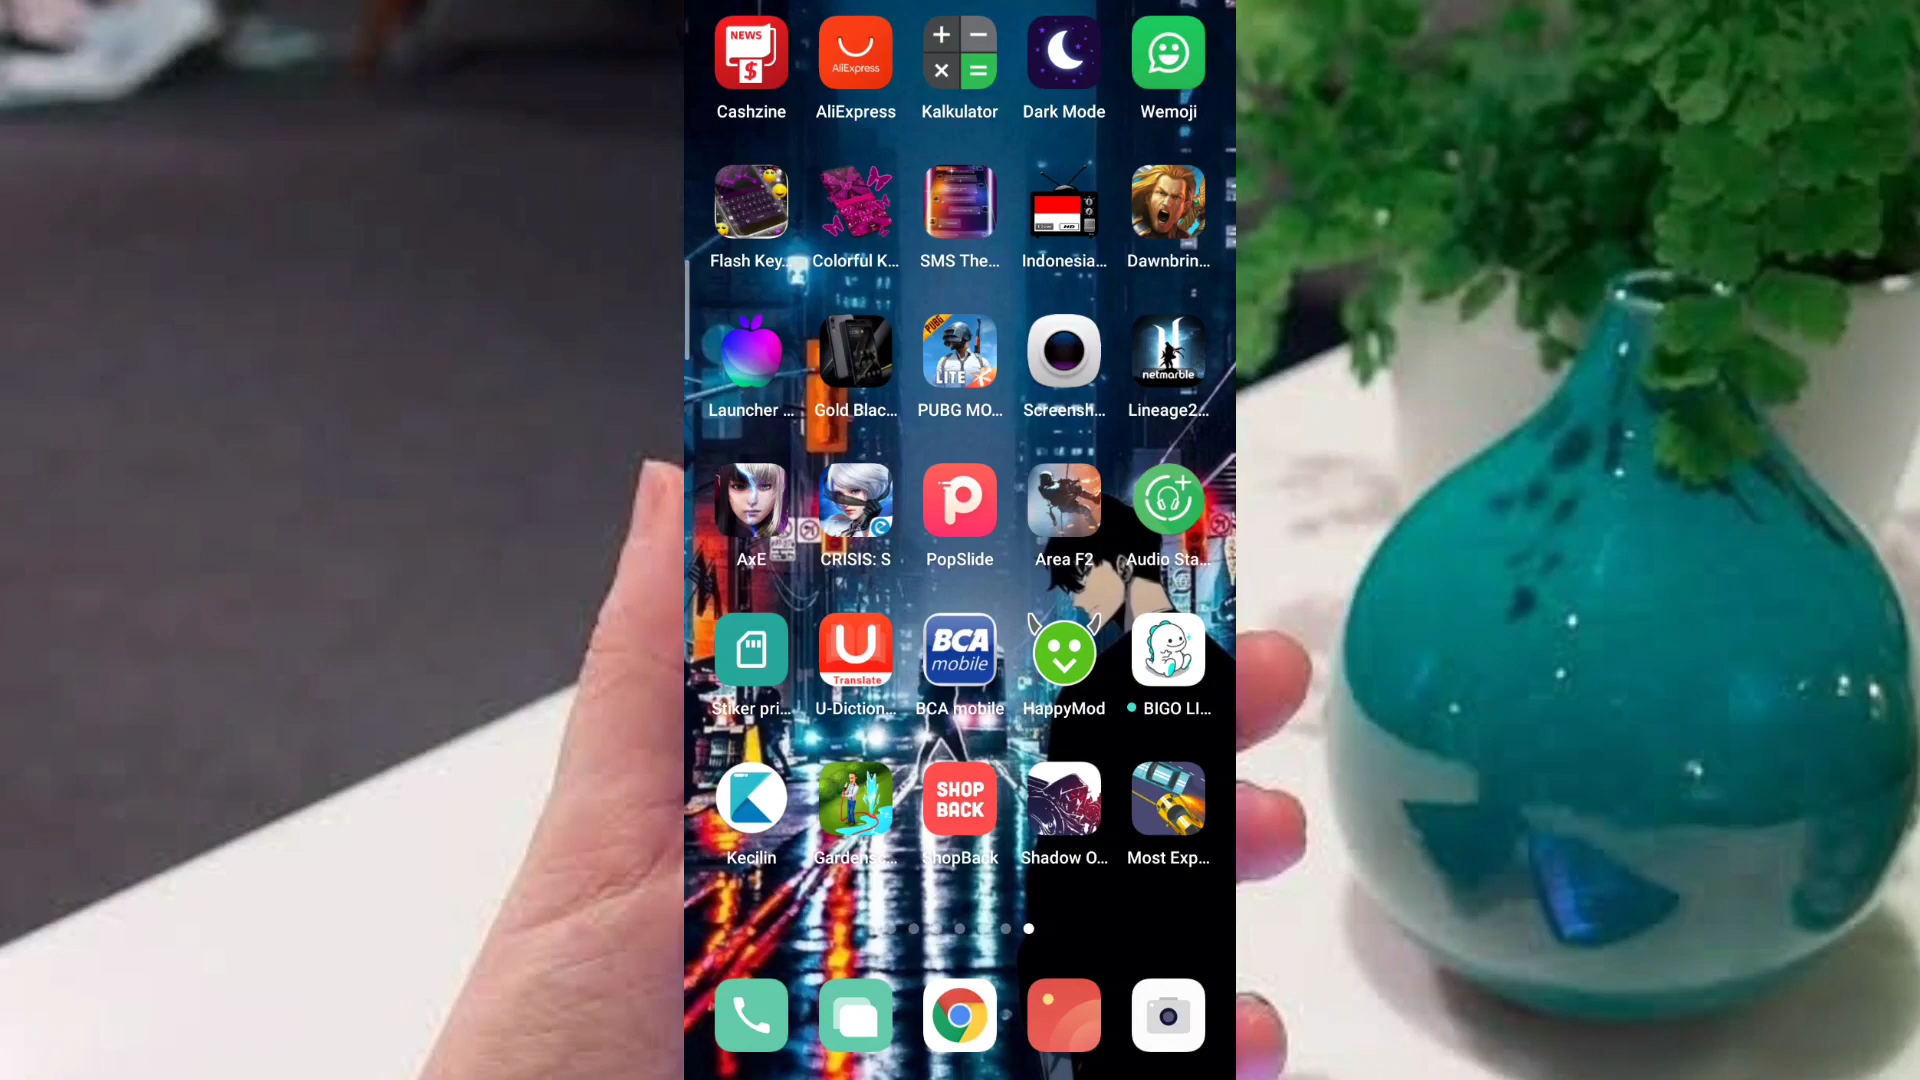 NEWS
$
AliExpress
Cashzine
AliExpress
Kalkulator
Dark Mode
Wemoji
Flash Key...
Colorful K...
SMS The...
Indonesia...
Dawnbrin...
PUBG
LITE
netmarble
Launcher ...
Gold Blac...
PUBG MO...
Screensh...
Lineage2...
AxE
CRISIS: S
PopSlide
Area F2
Audio Sta...
U
Translate
BCA
mobile
Stiker pri...
U-Diction...
BCA mobile
HappyMod
BIGO LI...
SHOP
BACK
Kecilin
Gardensc...
ShopBack
Shadow O...
Most Exp...